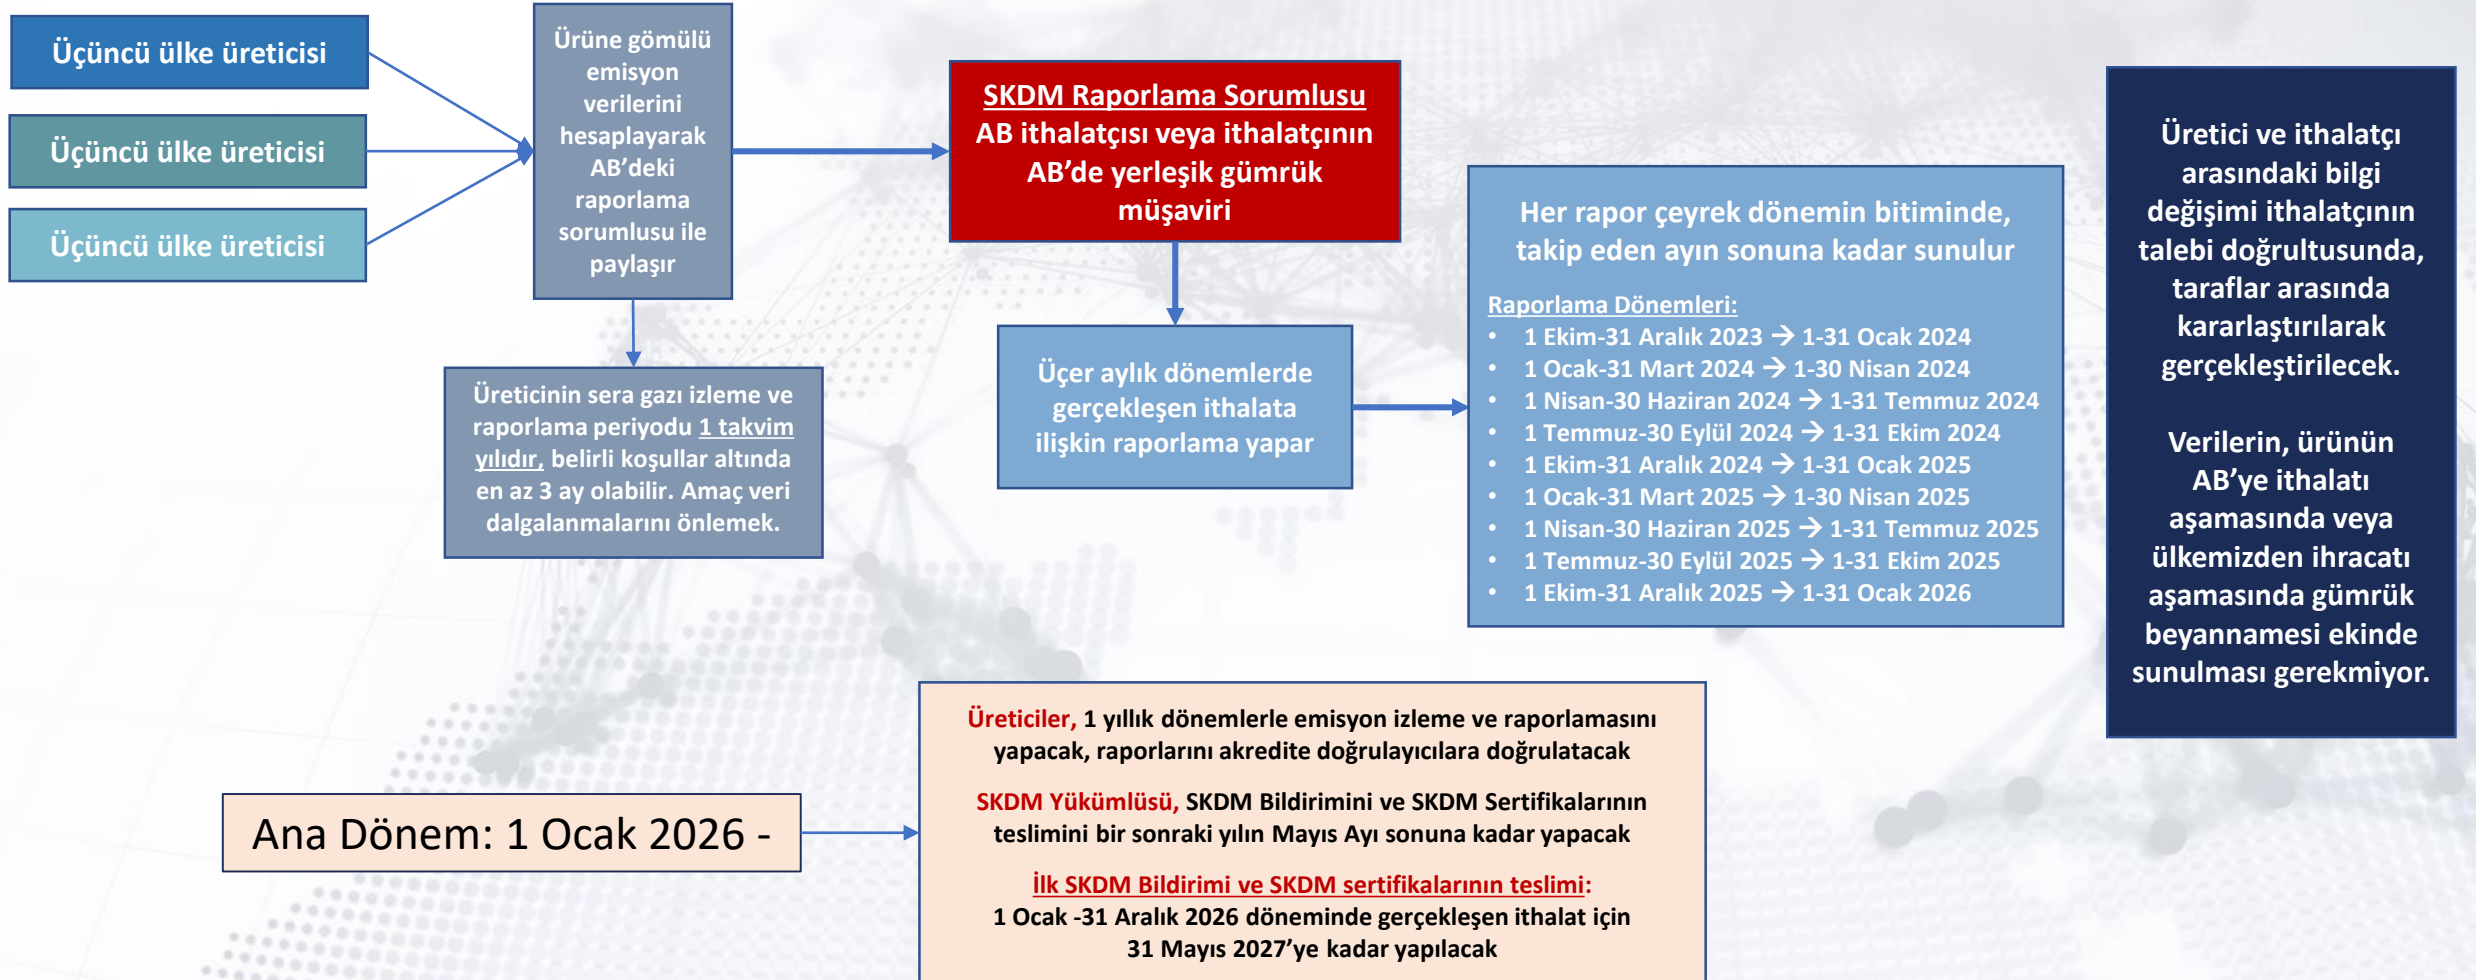 Üçüncü ülke üreticisi
Üçüncü ülke üreticisi
Üçüncü ülke üreticisi
Ürüne gömülü
emisyon
verilerini
hesaplayarak
AB’deki
raporlama
sorumlusu ile
paylaşır
Üreticinin sera gazı izleme ve
raporlama periyodu 1 takvim
yılıdır, belirli koşullar altında
en az 3 ay olabilir. Amaç veri
dalgalanmalarını önlemek.
SKDM Raporlama Sorumlusu
AB ithalatçısı veya ithalatçının
AB’de yerleşik gümrük
müşaviri
Üçer aylık dönemlerde
gerçekleşen ithalata
ilişkin raporlama yapar
Her rapor çeyrek dönemin bitiminde,
takip eden ayın sonuna kadar sunulur
Raporlama Dönemleri:
• 1 Ekim-31 Aralık 2023 → 1-31 Ocak 2024
• 1 Ocak-31 Mart 2024 → 1-30 Nisan 2024
• 1 Nisan-30 Haziran 2024 → 1-31 Temmuz 2024
• 1 Temmuz-30 Eylül 2024 → 1-31 Ekim 2024
• 1 Ekim-31 Aralık 2024 → 1-31 Ocak 2025
• 1 Ocak-31 Mart 2025 → 1-30 Nisan 2025
• 1 Nisan-30 Haziran 2025 → 1-31 Temmuz 2025
• 1 Temmuz-30 Eylül 2025 → 1-31 Ekim 2025
• 1 Ekim-31 Aralık 2025 → 1-31 Ocak 2026
Üretici ve ithalatçı
arasındaki bilgi
değişimi ithalatçının
talebi doğrultusunda,
taraflar arasında
kararlaştırılarak
gerçekleştirilecek.
Verilerin, ürünün
AB’ye ithalatı
aşamasında veya
ülkemizden ihracatı
aşamasında gümrük
beyannamesi ekinde
sunulması gerekmiyor.
Ana Dönem: 1 Ocak 2026 -
Üreticiler, 1 yıllık dönemlerle emisyon izleme ve raporlamasını
yapacak, raporlarını akredite doğrulayıcılara doğrulatacak
SKDM Yükümlüsü, SKDM Bildirimini ve SKDM Sertifikalarının
teslimini bir sonraki yılın Mayıs Ayı sonuna kadar yapacak
İlk SKDM Bildirimi ve SKDM sertifikalarının teslimi:
1 Ocak -31 Aralık 2026 döneminde gerçekleşen ithalat için
31 Mayıs 2027’ye kadar yapılacak